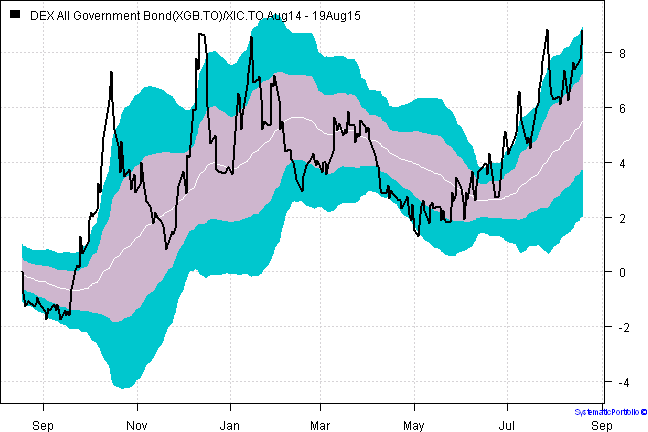 DEX All Government Bond(XGB.TO)/XIC.TO Aug14 - 19Aug15
8
6
4
2
0
-2
-4
SystematicPortfolio ©
Sep Nov Jan Mar May Jul Sep